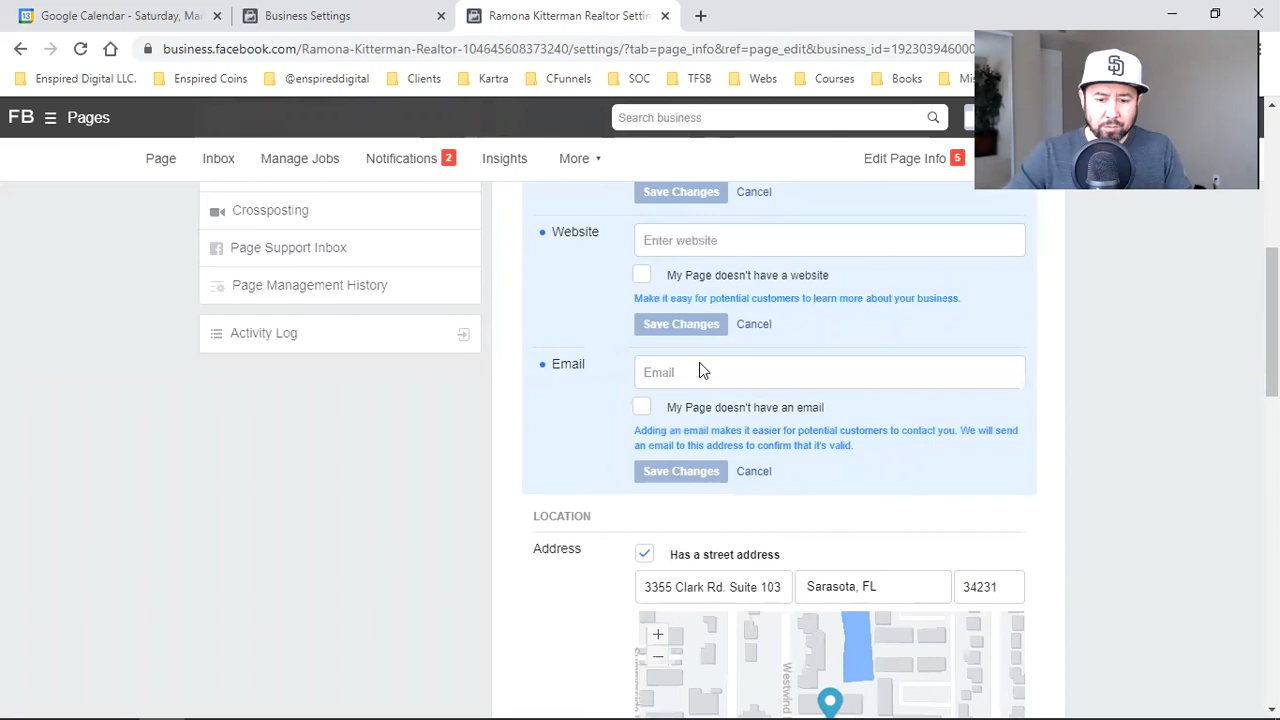 Google Calendar - Saturday, Ma
Business Settings
Ramona Kitterman Realtor Settin
business.facebook.com/Ramona-Kitterman-Realtor-104645608373240/settings/?tab=page_info&ref=page_edit&business_id=192303946000
Enspired Digital LLC.
Enspired Coins
@enspireddigital
Clients
Kartra
CFunnels
SOC
TFSB
Webs
Courses
Books
Mis
FB
Pages
Search business
Page
Inbox
Manage Jobs
Notifications 2
Insights
More
Edit Page Info 5
Crossposting
Page Support Inbox
Page Management History
Activity Log
Save Changes
Cancel
Website
Enter website
My Page doesn't have a website
Make it easy for potential customers to learn more about your business.
Save Changes
Cancel
Email
Email
My Page doesn't have an email
Adding an email makes it easier for potential customers to contact you. We will send
an email to this address to confirm that it's valid.
Save Changes
Cancel
LOCATION
Address
Has a street address
3355 Clark Rd. Suite 103
Sarasota, FL
34231